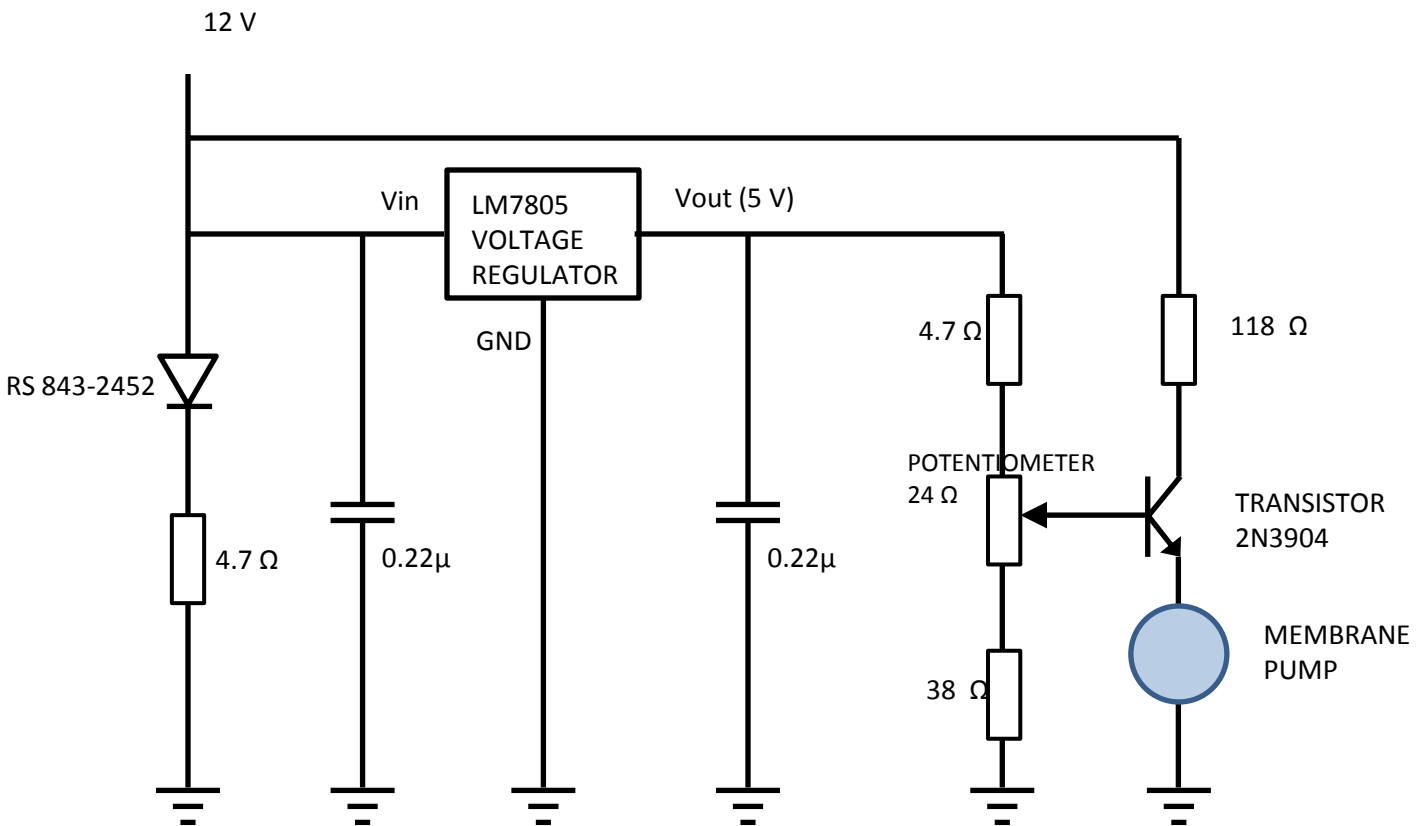 12 V
Vin
LM7805
VOLTAGE
REGULATOR
Vout (5 V)
GND
RS 843-2452
4.7 Ω
0.22µ
0.22µ
4.7 Ω
118 Ω
POTENTIOMETER
24 Ω
TRANSISTOR
2N3904
38 Ω
MEMBRANE
PUMP